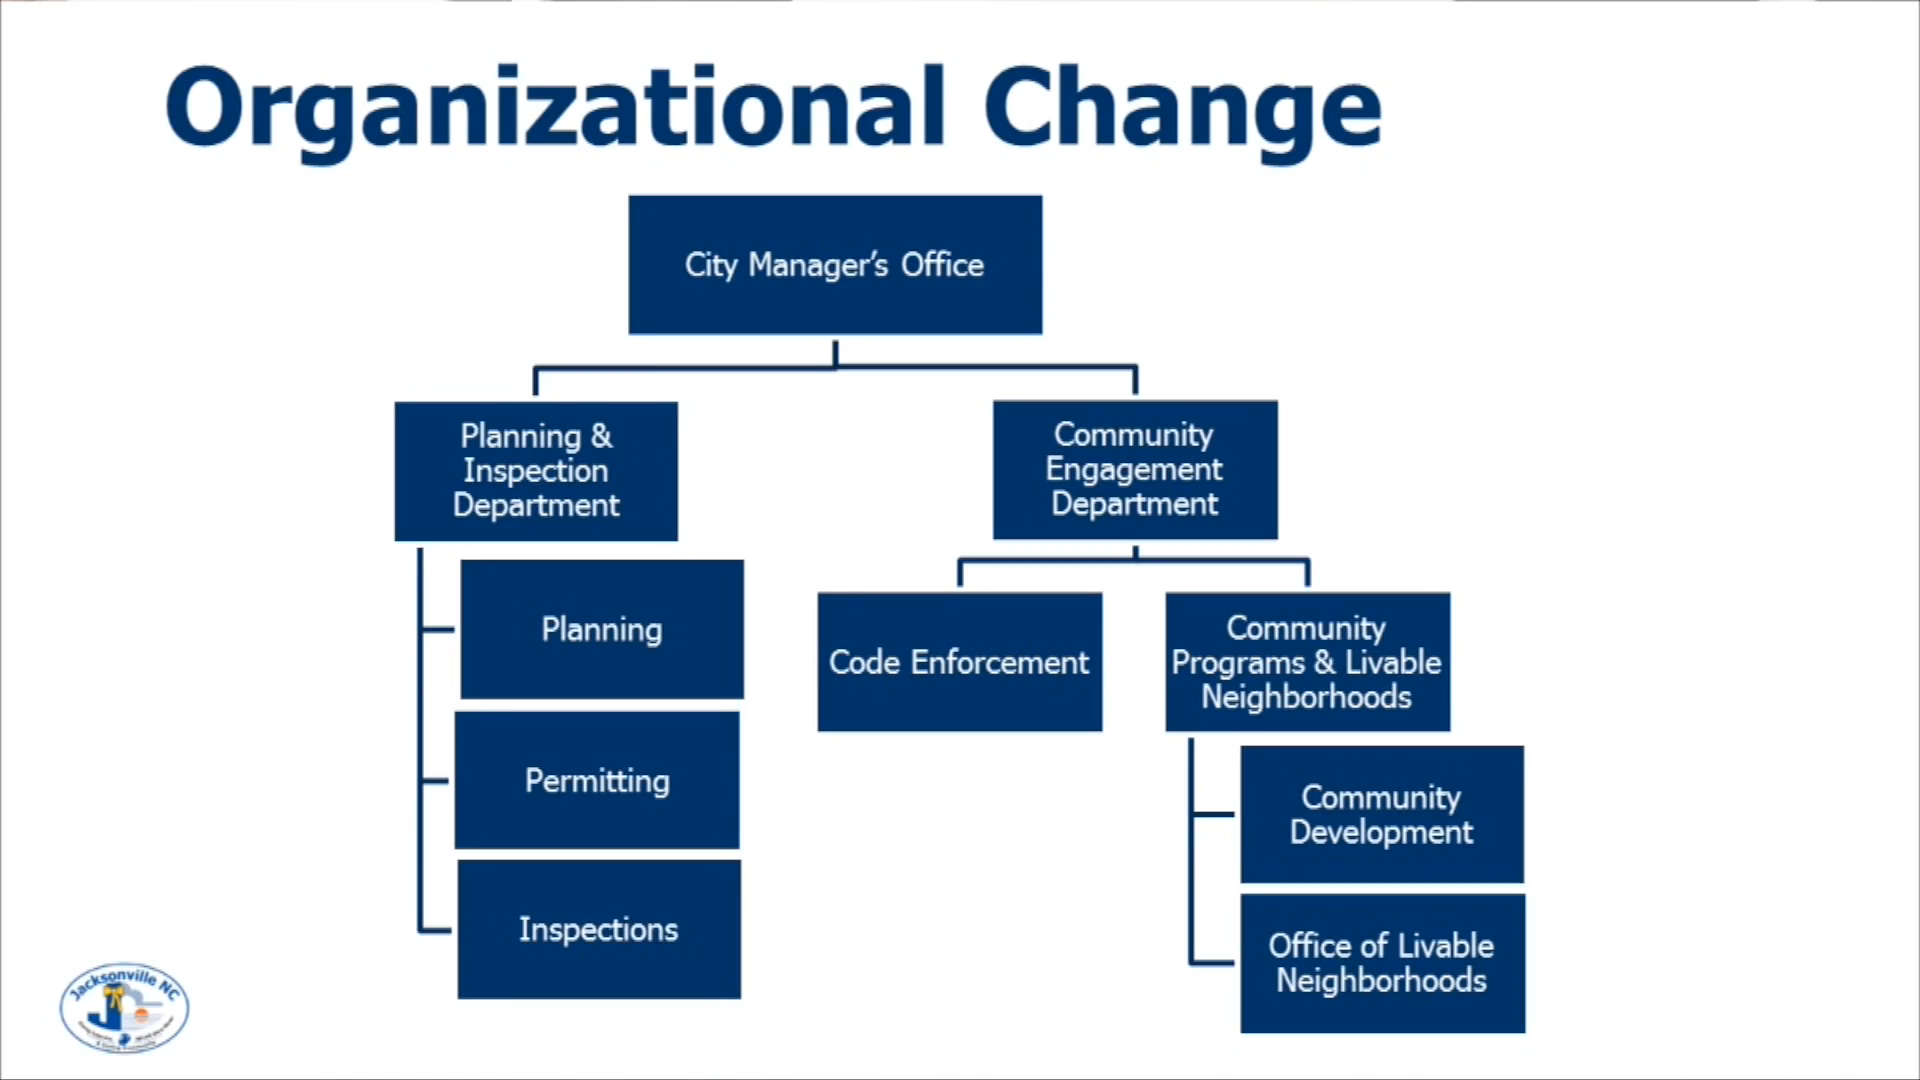 Organizational Change
City Manager’s Office
Planning &
Inspection
Department
Community
Engagement
Department
Planning
Permitting
Inspections
Code Enforcement
Community
Programs & Livable
Neighborhoods
Community
Development
Office of Livable
Neighborhoods
Jacksonville NC